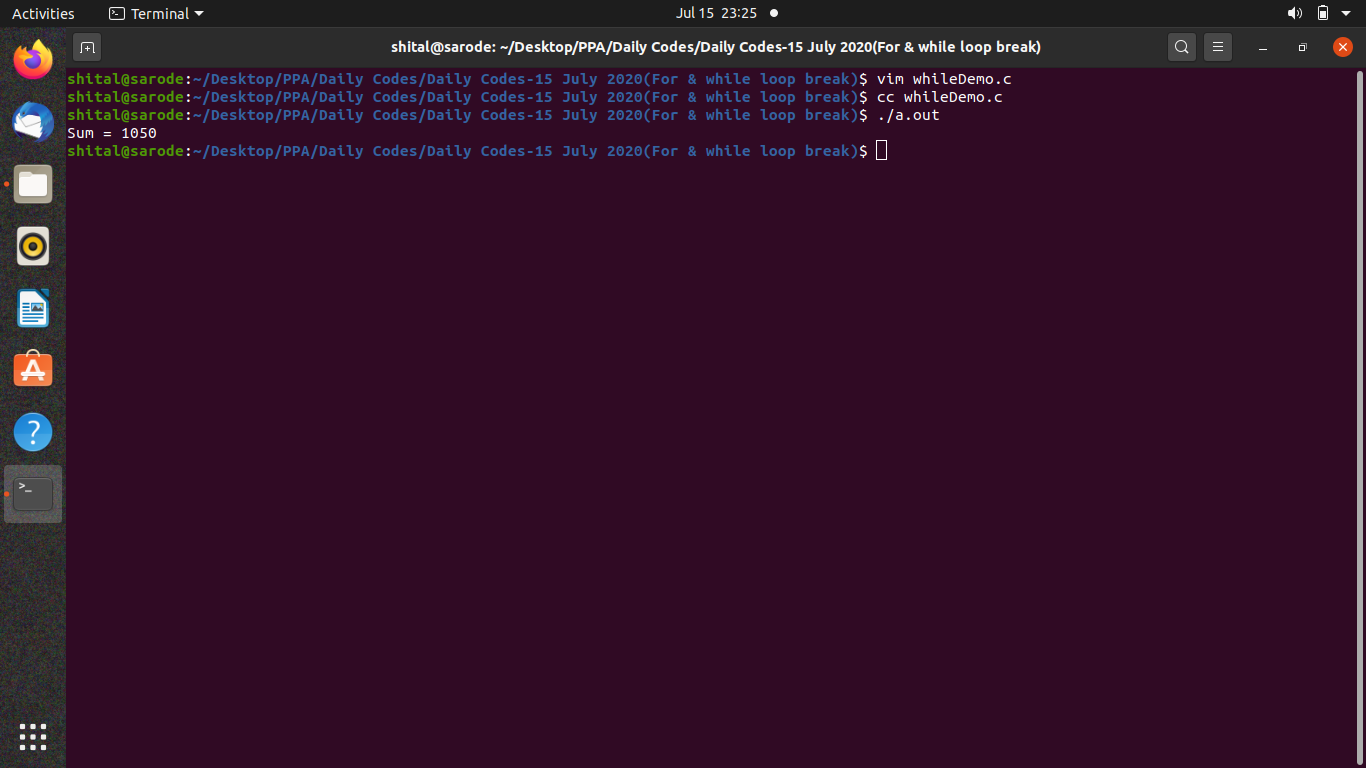 Activities Terminal Jul 15 23:25
shital@sarode: ~/Desktop/PPA/Daily Codes/Daily Codes-15 July 2020(For & while loop break)
shital@sarode:~/Desktop/PPA/Daily Codes/Daily Codes-15 July 2020(For & while loop break)$ vim whileDemo.c
shital@sarode:~/Desktop/PPA/Daily Codes/Daily Codes-15 July 2020(For & while loop break)$ cc whileDemo.c
shital@sarode:~/Desktop/PPA/Daily Codes/Daily Codes-15 July 2020(For & while loop break)$ ./a.out
Sum = 1050
shital@sarode:~/Desktop/PPA/Daily Codes/Daily Codes-15 July 2020(For & while loop break)$